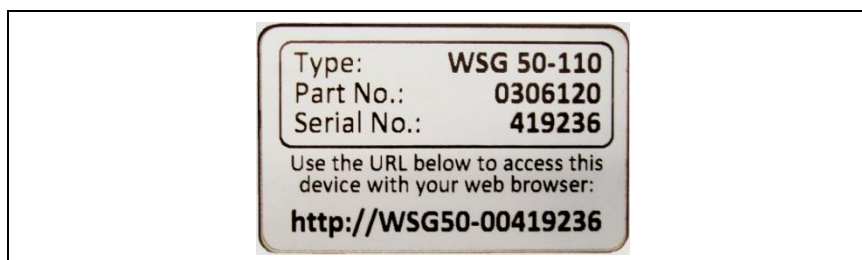 Type: WSG 50-110
Part No.: 0306120
Serial No.: 419236
Use the URL below to access this
device with your web browser:
http://WSG50-00419236